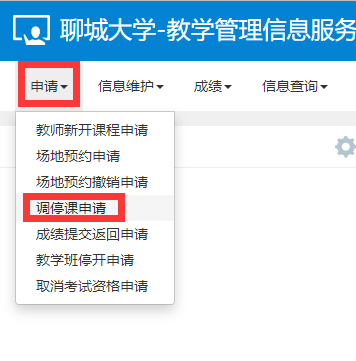 聊城大学-教学管理信息服务
申请 信息维护 成绩 信息查询
教师新开课程申请
场地预约申请
场地预约撤销申请
调停课申请
成绩提交返回申请
教学班停开申请
取消考试资格申请